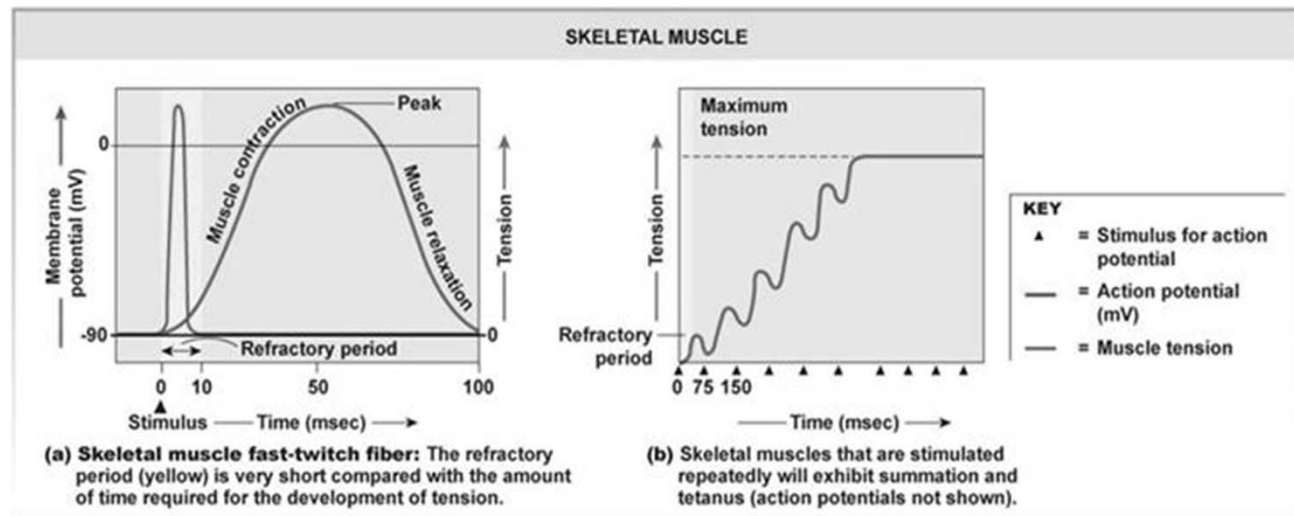 SKELETAL MUSCLE
Membrane
potential (mV)
0
-90
Muscle contraction
Peak
Muscle relaxation
Tension
0
Refractory period
0 10 50 100
Stimulus
Time (msec)
(a) Skeletal muscle fast-twitch fiber: The refractory
period (yellow) is very short compared with the amount
of time required for the development of tension.
Maximum
tension
Tension
Refractory
period
0 75 150
Time (msec)
(b) Skeletal muscles that are stimulated
repeatedly will exhibit summation and
tetanus (action potentials not shown).
KEY
= Stimulus for action
potential
= Action potential
(mV)
= Muscle tension